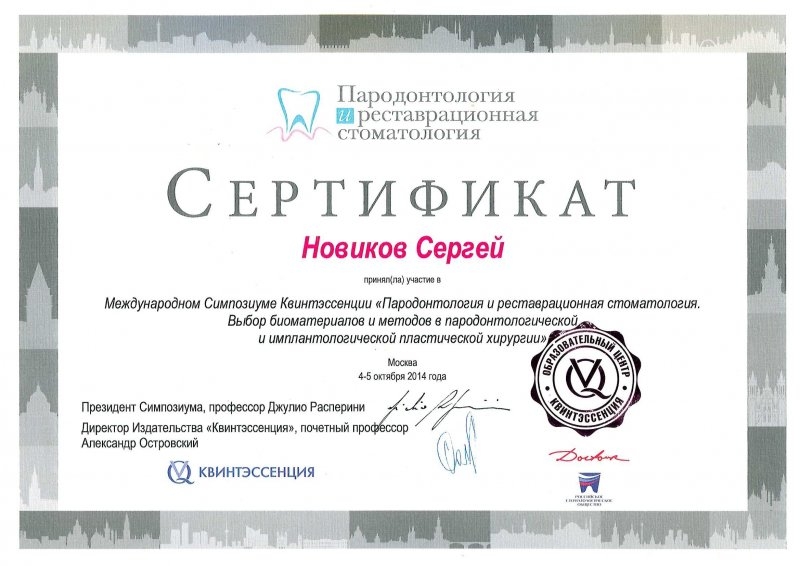 Пародонтология
и реставрационная
стоматология
СЕРТИФИКАТ
Новиков Сергей
принял(ла) участие в
Международном Симпозиуме Квинтэссенции «Пародонтология и реставрационная стоматология.
Выбор биоматериалов и методов в пародонтологической
и имплантологической пластической хирургии»
Москва
4-5 октября 2014 года
ОБРАЗОВАТЕЛЬНЫЙ ЦЕНТР
КВИНТЭССЕНЦИЯ
Президент Симпозиума, профессор Джулио Расперини
Директор Издательства «Квинтэссенция», почетный профессор
Александр Островский
КВИНТЭССЕНЦИЯ
РОССИЙСКОЕ
СТОМАТОЛОГИЧЕСКОЕ
ОБЩЕСТВО